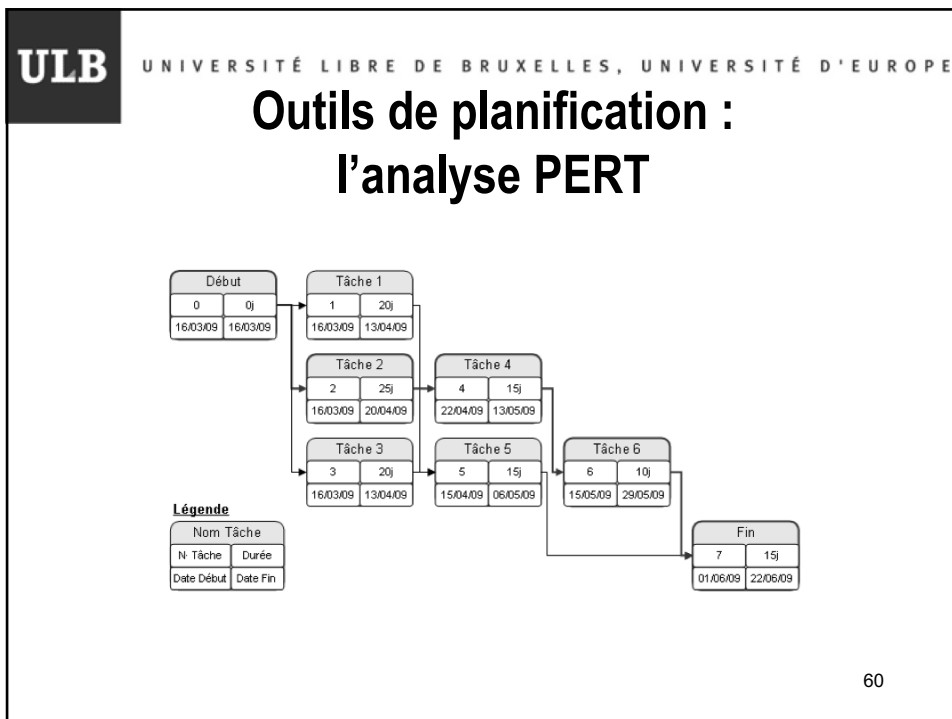 ULB
UNIVERSITÉ LIBRE DE BRUXELLES, UNIVERSITÉ D'EUROPE
Outils de planification :
l'analyse PERT
Début
0 0j
16/03/09 16/03/09
Tâche 1
1 20j
16/03/09 13/04/09
Tâche 2
2 25j
16/03/09 20/04/09
Tâche 4
4 15j
22/04/09 13/05/09
Tâche 3
3 20j
16/03/09 13/04/09
Tâche 5
5 15j
15/04/09 06/05/09
Tâche 6
6 10j
15/05/09 29/05/09
Légende
Nom Tâche
N· Tâche Durée
Date Début Date Fin
Fin
7 15j
01/06/09 22/06/09
60